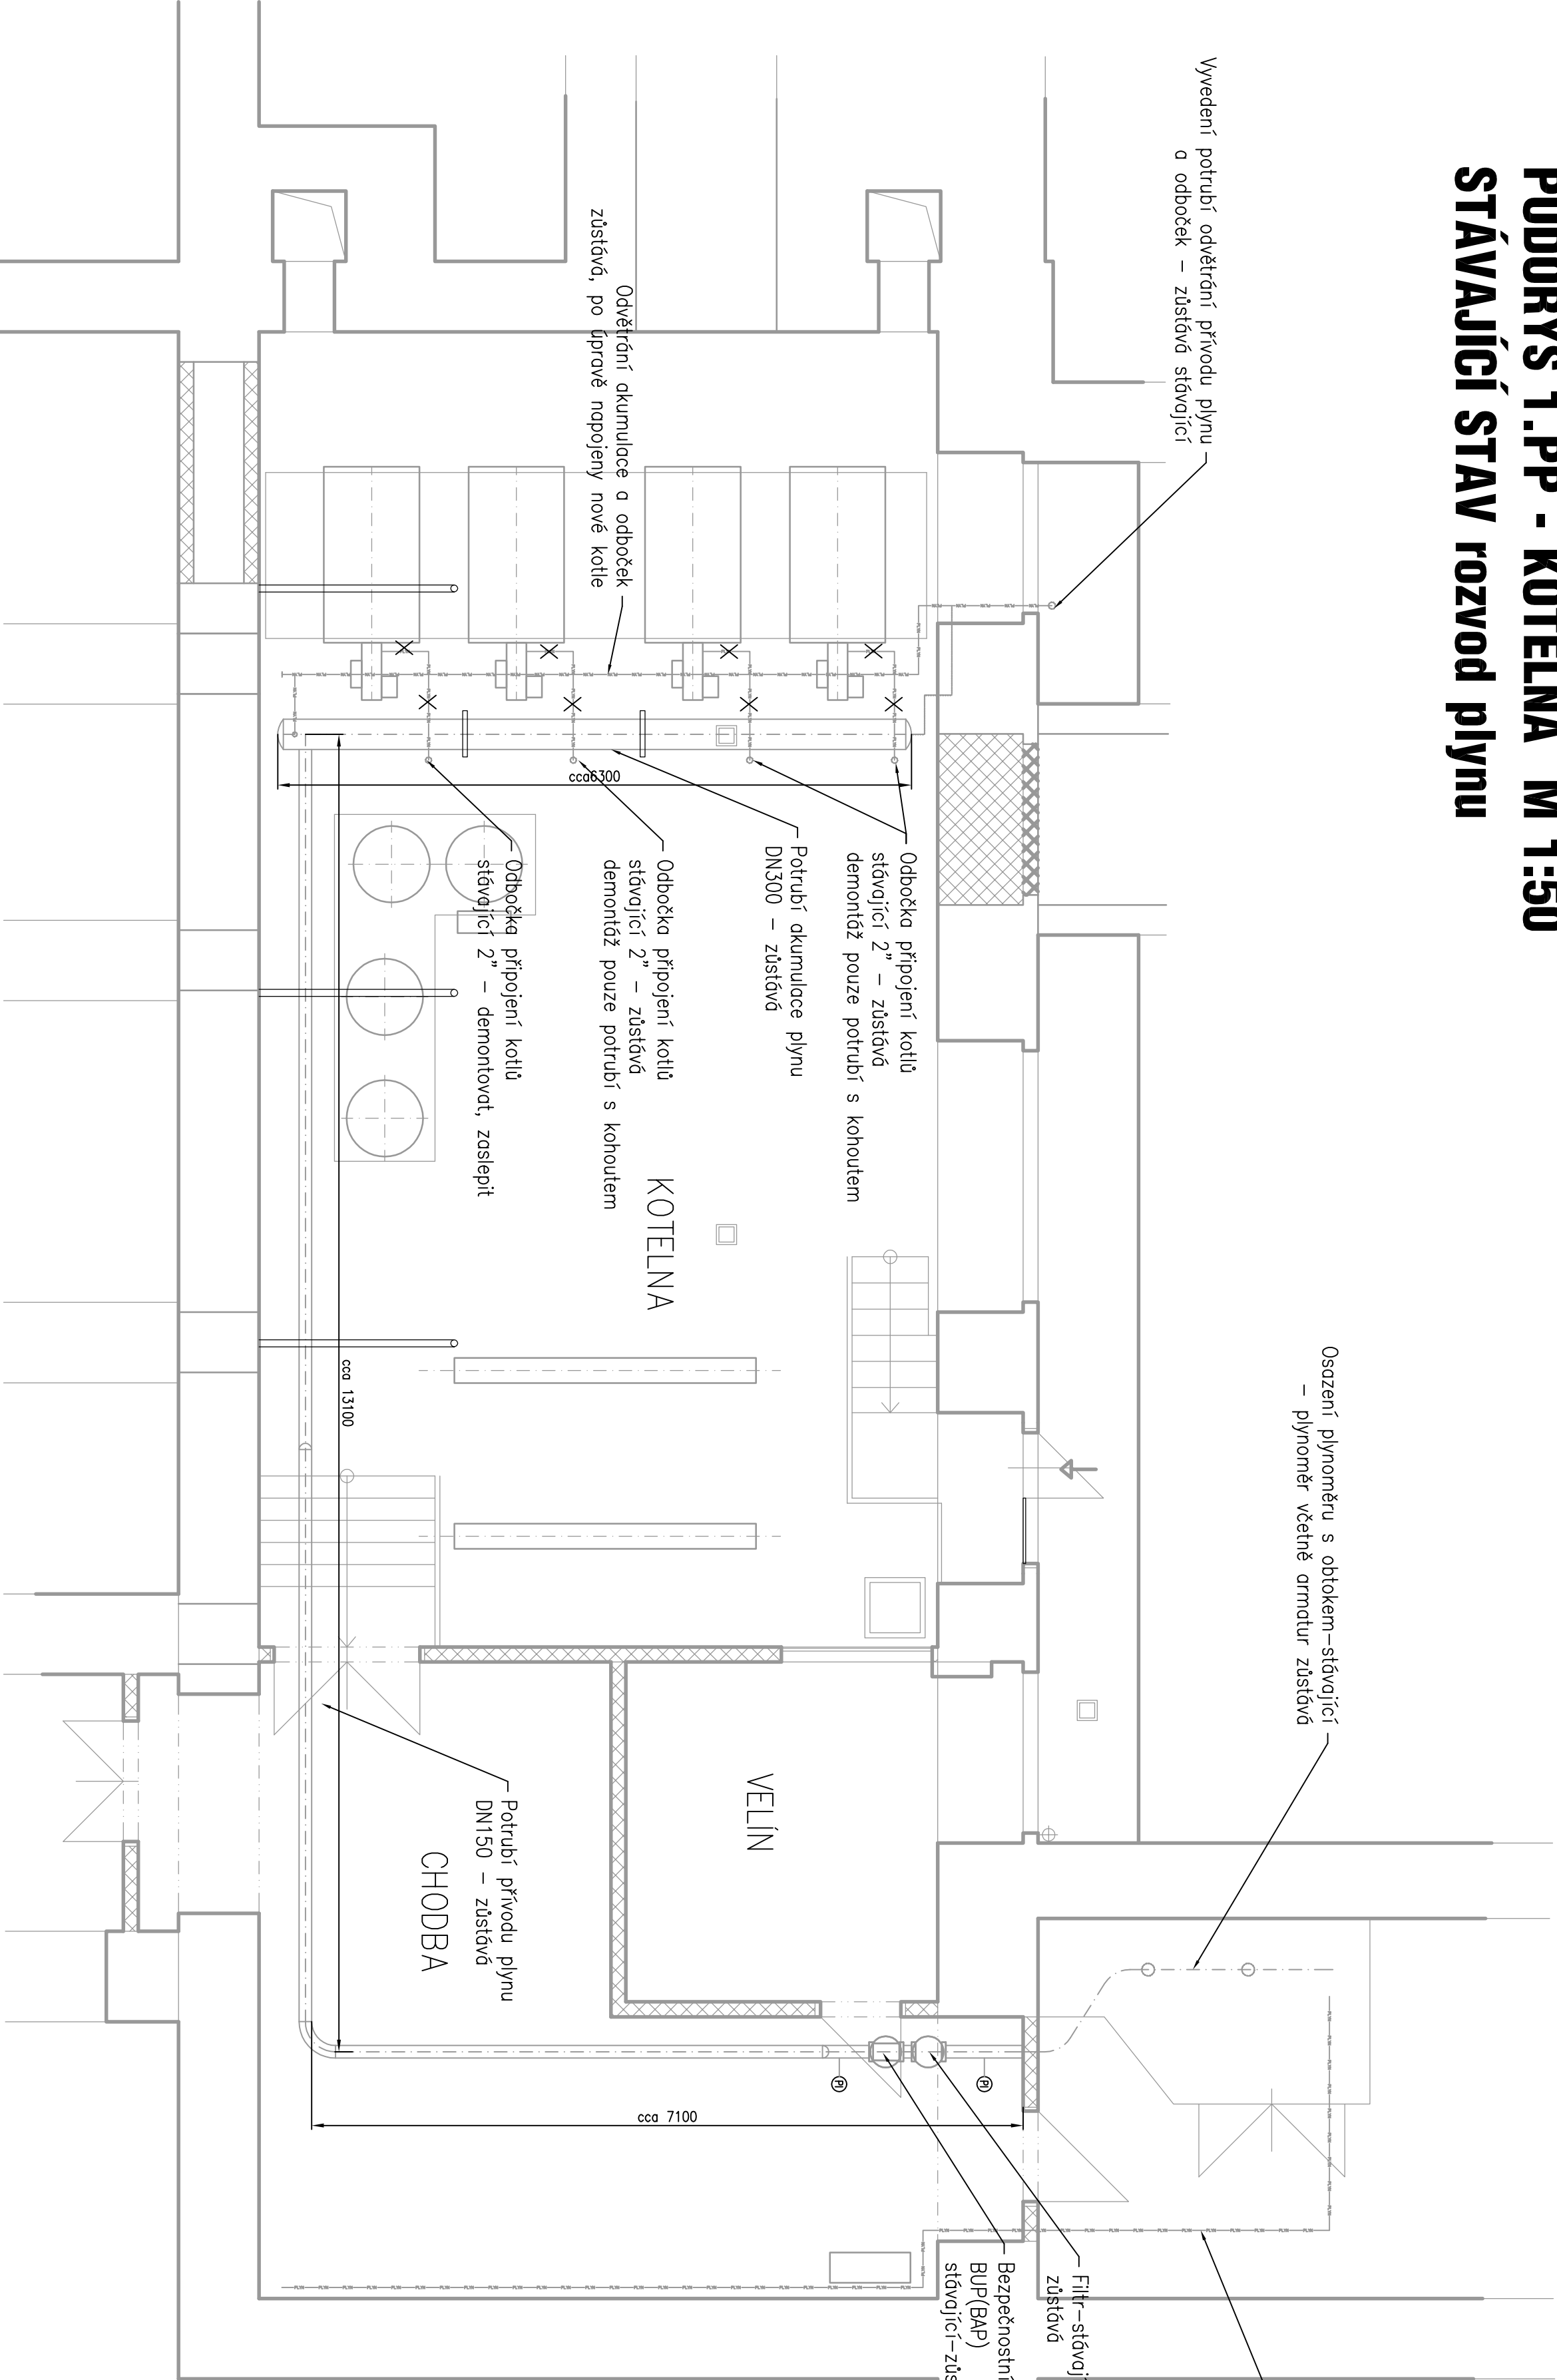 PŮDORYS 1.PP - KOTELNA M 1:50
STÁVAJÍCÍ STAV rozvod plynu
Vyvedení potrubí odvětrání přívodu plynu
a odboček – zůstává stávající
Odvětrání akumulace a odboček
zůstává, po úpravě napojeny nové kotle
cca6300
Odbočka připojení kotlů
stávající 2" – zůstává
demontáž pouze potrubí s kohoutem
Potrubí akumulace plynu
DN300 – zůstává
Odbočka připojení kotlů
stávající 2" – zůstává
demontáž pouze potrubí s kohoutem
Odbočka připojení kotlů
stávající 2" – demontovat, zaslepit
KOTELNA
cca 13100
Osazení plynoměru s obtokem–stávající
– plynoměr včetně armatur zůstává
VELÍN
Potrubí přívodu plynu
DN150 – zůstává
CHODBA
PI
PI
cca 7100
Filtr–stávaj
zůstává
Bezpečnostní
BUP(BAP)
stávající–zůs